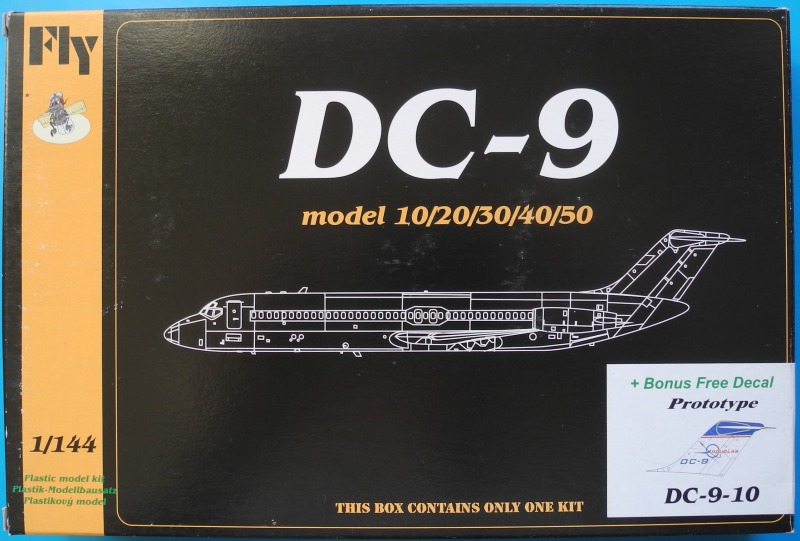 Fly
DC-9
model 10/20/30/40/50
1/144
Plastic model kit
Plastik-Modellbausatz
Plastikový model
THIS BOX CONTAINS ONLY ONE KIT
+ Bonus Free Decal
Prototype
DOUGLAS
DC-9
DC-9-10